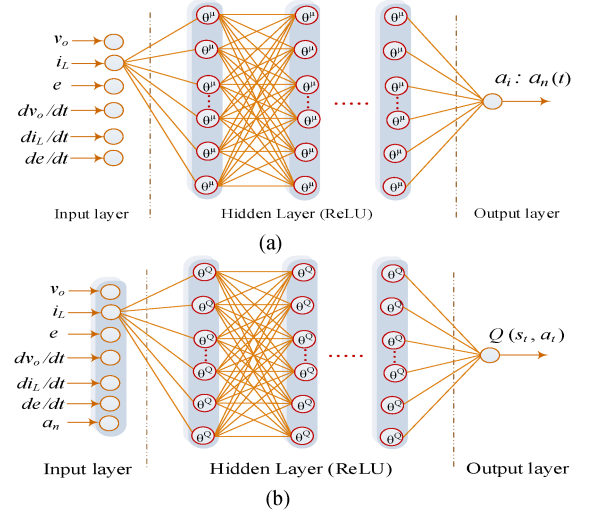 v_o
i_L
e
dv_o/dt
di_L/dt
de/dt
θ^μ θ^μ θ^μ
θ^μ θ^μ θ^μ
θ^μ θ^μ θ^μ
θ^μ θ^μ θ^μ
θ^μ θ^μ θ^μ
θ^μ θ^μ θ^μ
a_i : a_n (t)
Input layer Hidden Layer (ReLU) Output layer
(a)
v_o
i_L
e
dv_o/dt
di_L/dt
de/dt
a_n
θ^Q θ^Q θ^Q
θ^Q θ^Q θ^Q
θ^Q θ^Q θ^Q
θ^Q θ^Q θ^Q
θ^Q θ^Q θ^Q
θ^Q θ^Q θ^Q
Q (s_t, a_t)
Input layer Hidden Layer (ReLU) Output layer
(b)